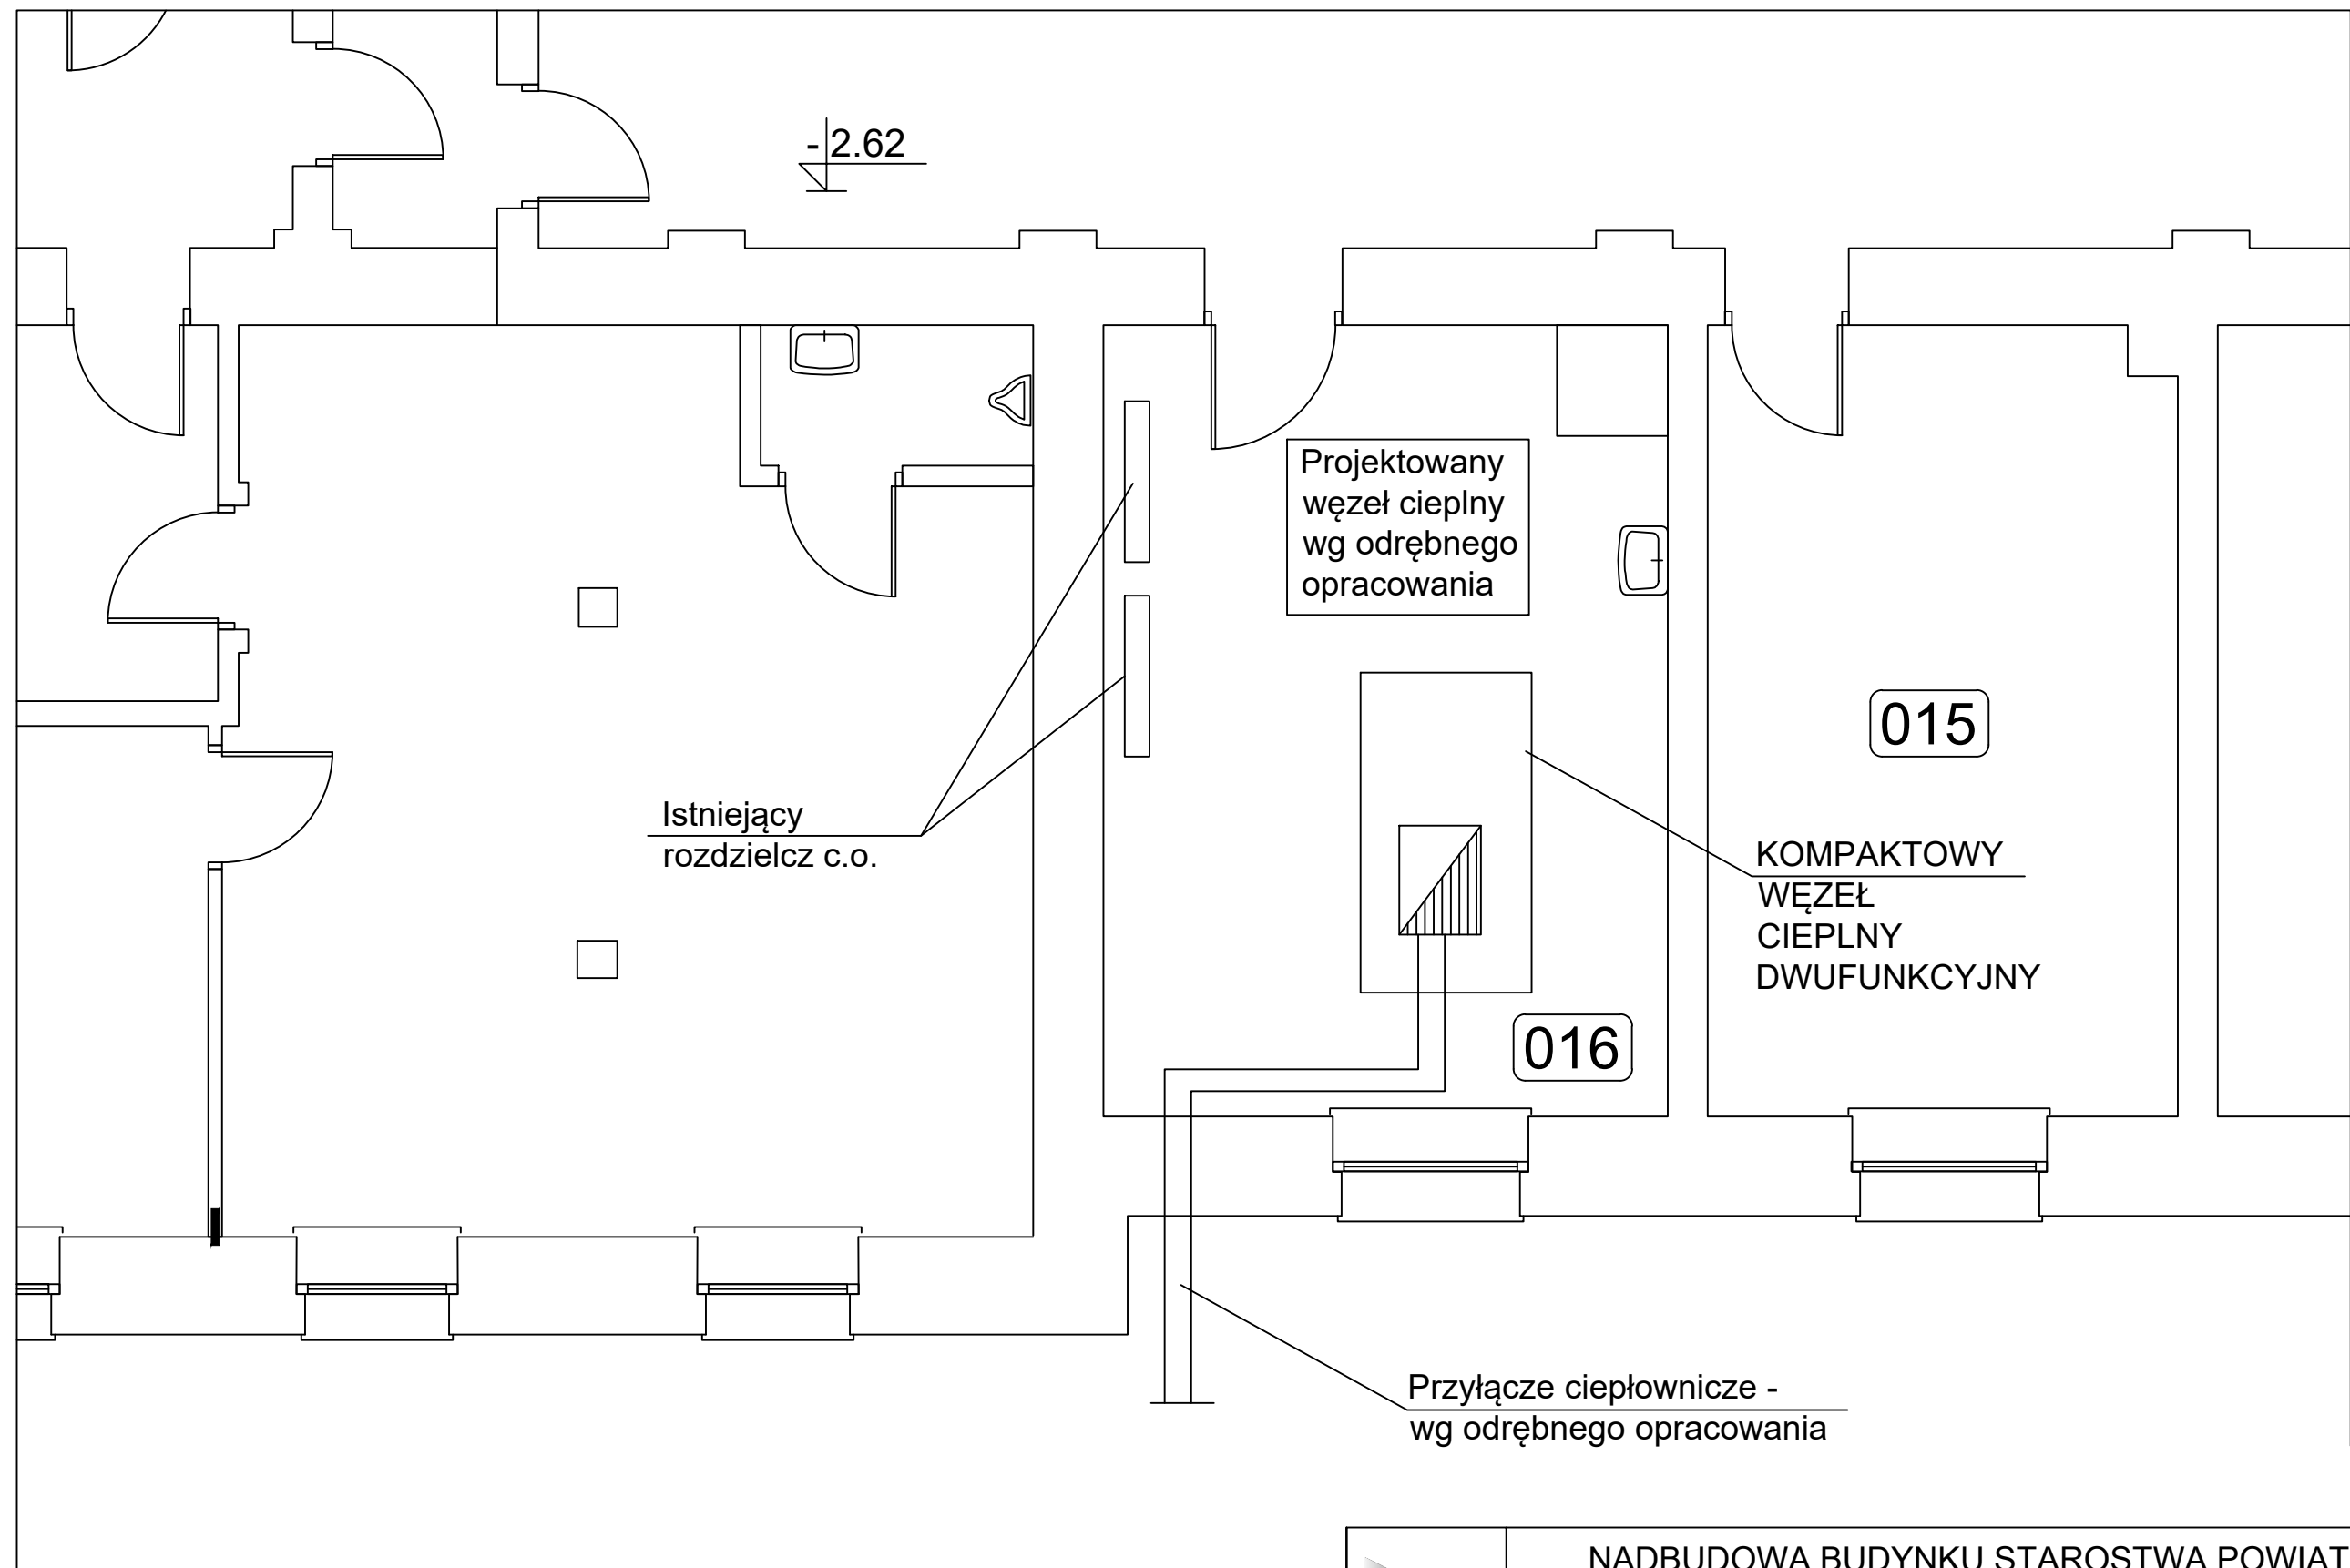 -2.62
Projektowany
węzeł cieplny
wg odrębnego
opracowania
015
Istniejący
rozdzielcz c.o.
KOMPAKTOWY
WĘZEŁ
CIEPLNY
DWUFUNKCYJNY
016
Przyłącze ciepłownicze -
wg odrębnego opracowania
NADBUDOWA BUDYNKU STAROSTWA POWIAT